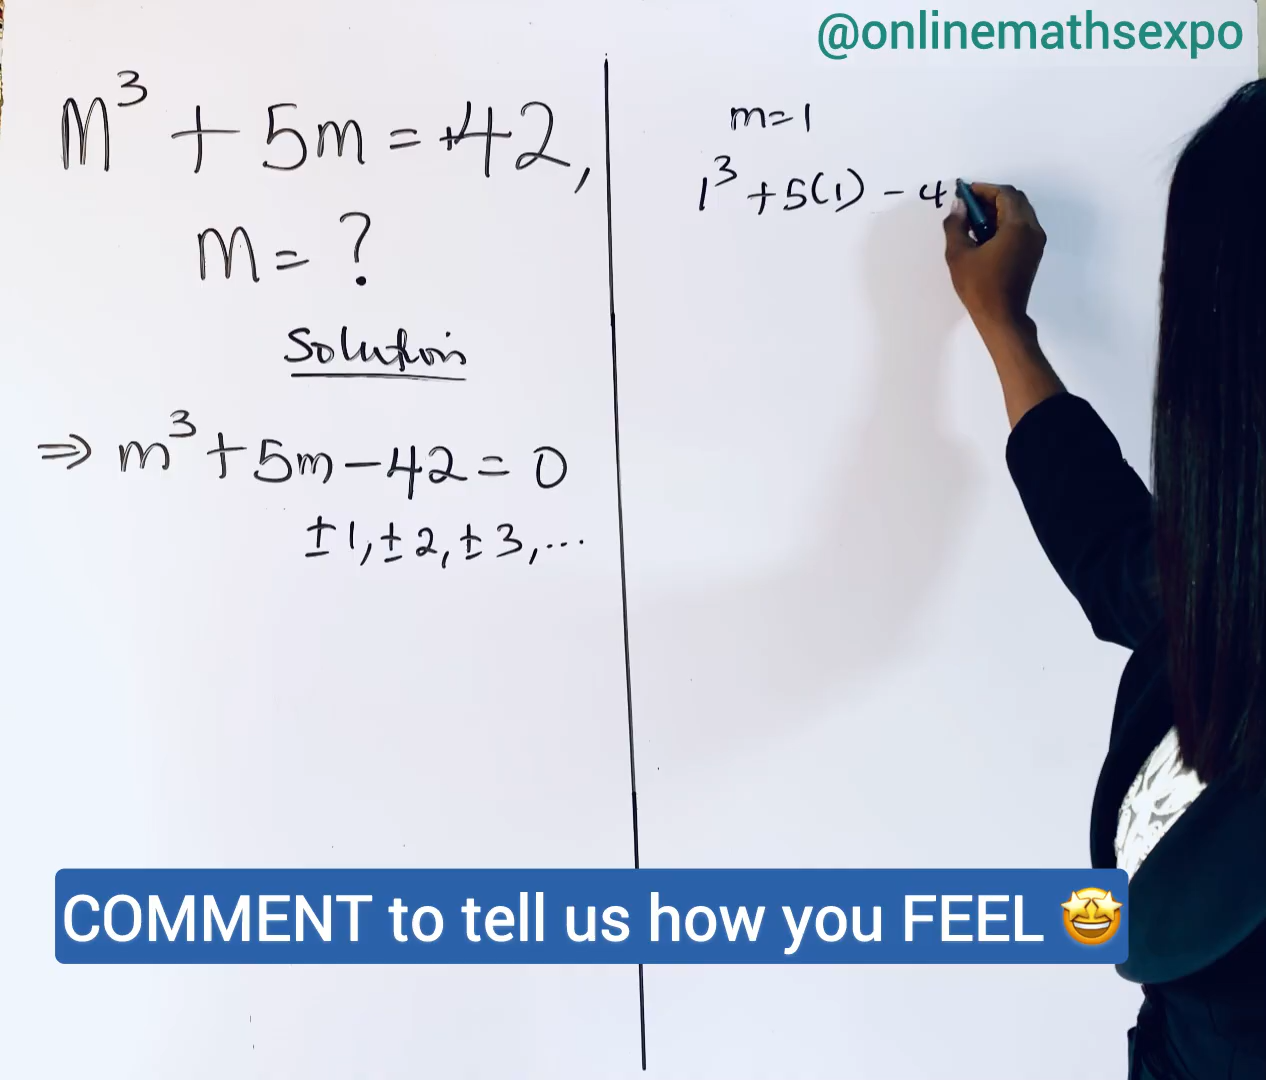 @onlinemathsexpo
m³ + 5m = +42,
m = ?
Solution
⇒ m³ + 5m - 42 = 0
± 1, ± 2, ± 3, ...
m = 1
1³ + 5(1) - 4
COMMENT to tell us how you FEEL 🤩